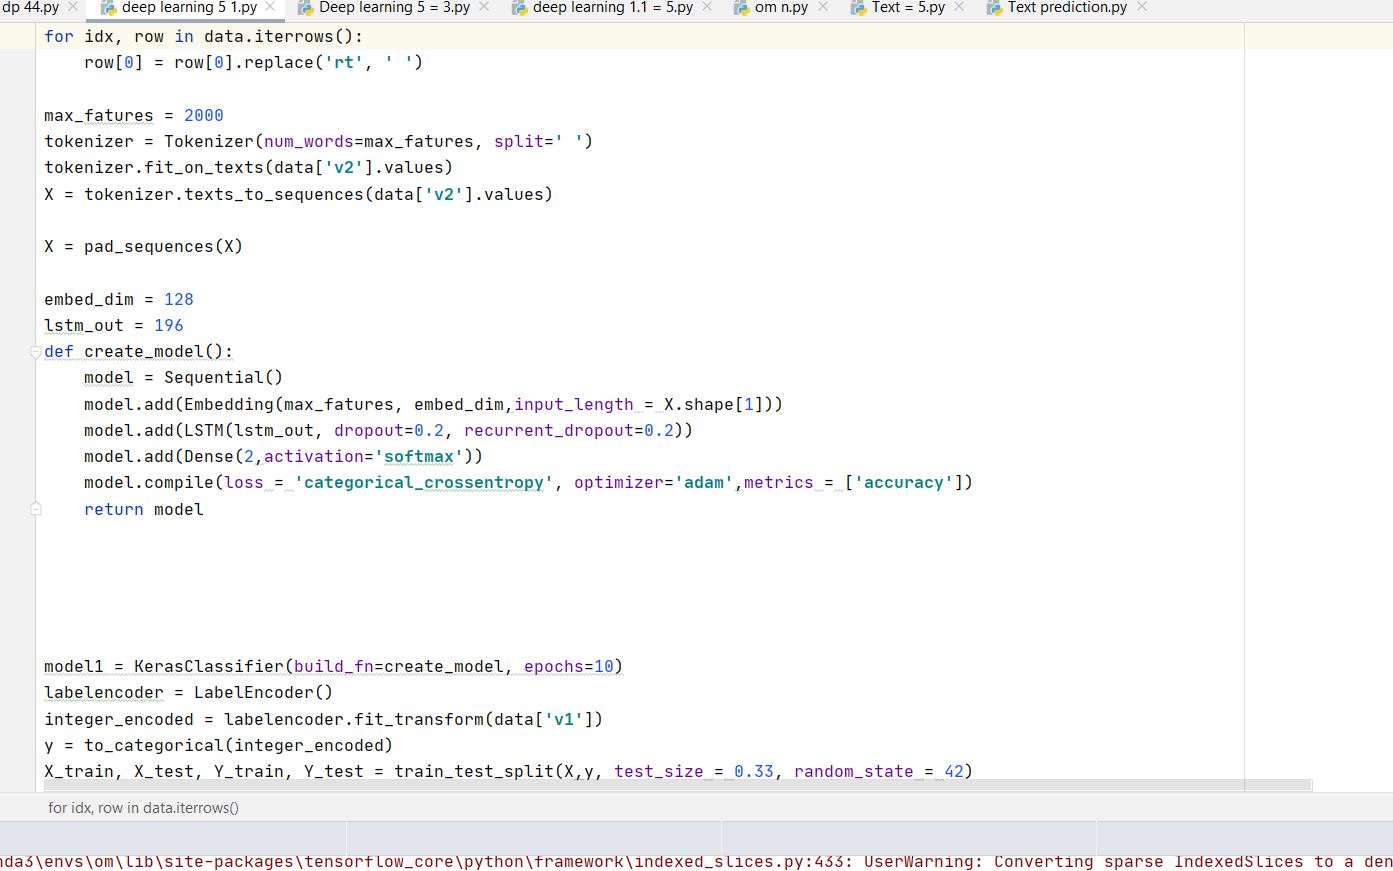 dp 44.py deep learning 5 1.py Deep learning 5 = 3.py deep learning 1.1 = 5.py om n.py Text = 5.py Text prediction.py
for idx, row in data.iterrows():
    row[0] = row[0].replace('rt', ' ')
max_fatures = 2000
tokenizer = Tokenizer(num_words=max_fatures, split=' ')
tokenizer.fit_on_texts(data['v2'].values)
X = tokenizer.texts_to_sequences(data['v2'].values)
X = pad_sequences(X)
embed_dim = 128
lstm_out = 196
def create_model():
    model = Sequential()
    model.add(Embedding(max_fatures, embed_dim,input_length = X.shape[1]))
    model.add(LSTM(lstm_out, dropout=0.2, recurrent_dropout=0.2))
    model.add(Dense(2,activation='softmax'))
    model.compile(loss = 'categorical_crossentropy', optimizer='adam',metrics = ['accuracy'])
    return model
model1 = KerasClassifier(build_fn=create_model, epochs=10)
labelencoder = LabelEncoder()
integer_encoded = labelencoder.fit_transform(data['v1'])
y = to_categorical(integer_encoded)
X_train, X_test, Y_train, Y_test = train_test_split(X,y, test_size = 0.33, random_state = 42)
for idx, row in data.iterrows()
nda3\envs\om\lib\site-packages\tensorflow_core\python\framework\indexed_slices.py:433: UserWarning: Converting sparse IndexedSlices to a den